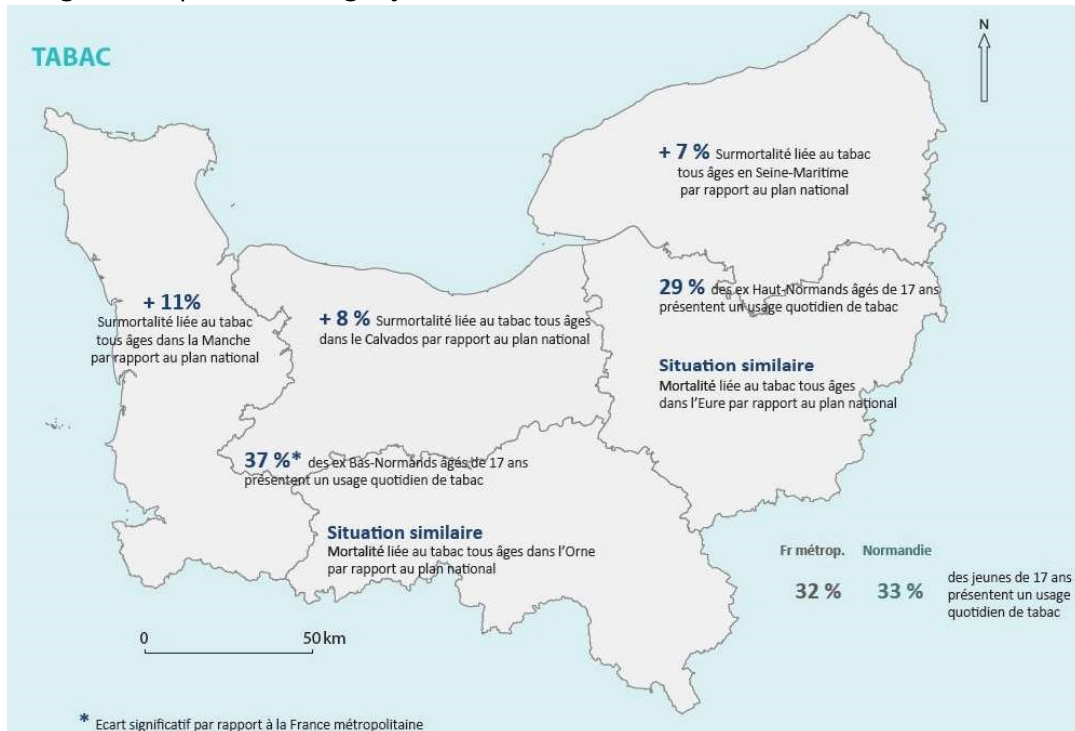 TABAC
N
+ 7 % Surmortalité liée au tabac
tous âges en Seine-Maritime
par rapport au plan national
29 % des ex Haut-Normands âgés de 17 ans
présentent un usage quotidien de tabac
+ 11%
Surmortalité liée au tabac
tous âges dans la Manche
par rapport au plan national
+ 8 % Surmortalité liée au tabac tous âges
dans le Calvados par rapport au plan national
Situation similaire
Mortalité liée au tabac tous âges
dans l'Eure par rapport au plan national
37 %* des ex Bas-Normands âgés de 17 ans
présentent un usage quotidien de tabac
Situation similaire
Mortalité liée au tabac tous âges dans l'Orne
par rapport au plan national
Fr métrop. Normandie
32 % 33 %
des jeunes de 17 ans
présentent un usage
quotidien de tabac
0 50 km
* Ecart significatif par rapport à la France métropolitaine